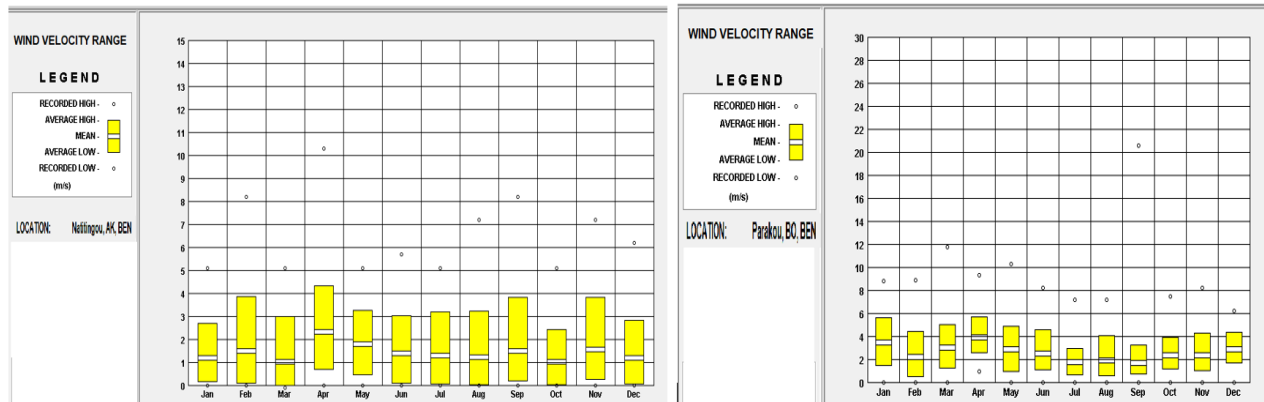 WIND VELOCITY RANGE
LEGEND
RECORDED HIGH -
AVERAGE HIGH -
MEAN -
AVERAGE LOW -
RECORDED LOW -
(m/s)
LOCATION: Natitingou, AK, BEN
15
14
13
12
11
10
9
8
7
6
5
4
3
2
1
0
Jan Feb Mar Apr May Jun Jul Aug Sep Oct Nov Dec
WIND VELOCITY RANGE
LEGEND
RECORDED HIGH -
AVERAGE HIGH -
MEAN -
AVERAGE LOW -
RECORDED LOW -
(m/s)
LOCATION: Parakou, BO, BEN
30
28
26
24
22
20
18
16
14
12
10
8
6
4
2
0
Jan Feb Mar Apr May Jun Jul Aug Sep Oct Nov Dec